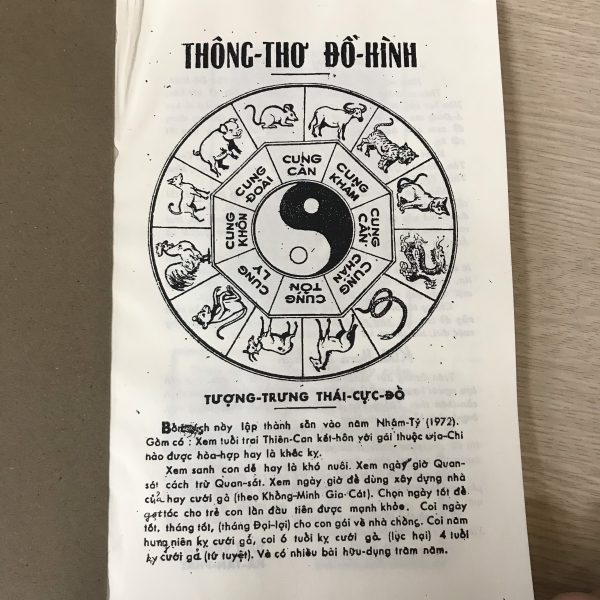 THÔNG-THƠ ĐỒ-HÌNH
CUNG CÀN
CUNG KHẢM
CUNG CẤN
CUNG CHẤN
CUNG TỐN
CUNG LY
CUNG KHÔN
CUNG ĐOÀI
TƯỢNG-TRƯNG THÁI-CỰC-ĐỒ
này lập thành sẵn vào năm Nhâm-Tý (1972).
Gồm có : Xem tuổi trai Thiên-Can kết-hôn với gái thuộc Địa-Chi
nào được hòa-hợp hay là khắc kỵ.
Xem sanh con dễ hay là khó nuôi. Xem ngày giờ Quan-
sát cách trừ Quan-sát. Xem ngày giờ để dùng xây dựng nhà
cửa hay cưới gả (theo Khổng-Minh Gia-Cát). Chọn ngày tốt để
gọt tóc cho trẻ con lần đầu tiên được mạnh khỏe. Coi ngày
tốt, tháng tốt, (tháng Đại-lợi) cho con gái về nhà chồng. Coi năm
hung niên kỵ cưới gả, coi 6 tuổi kỵ cưới gả (lục hại) 4 tuổi
kỵ cưới gả (tứ tuyệt). Và có nhiều bài hữu-dụng trăm năm.